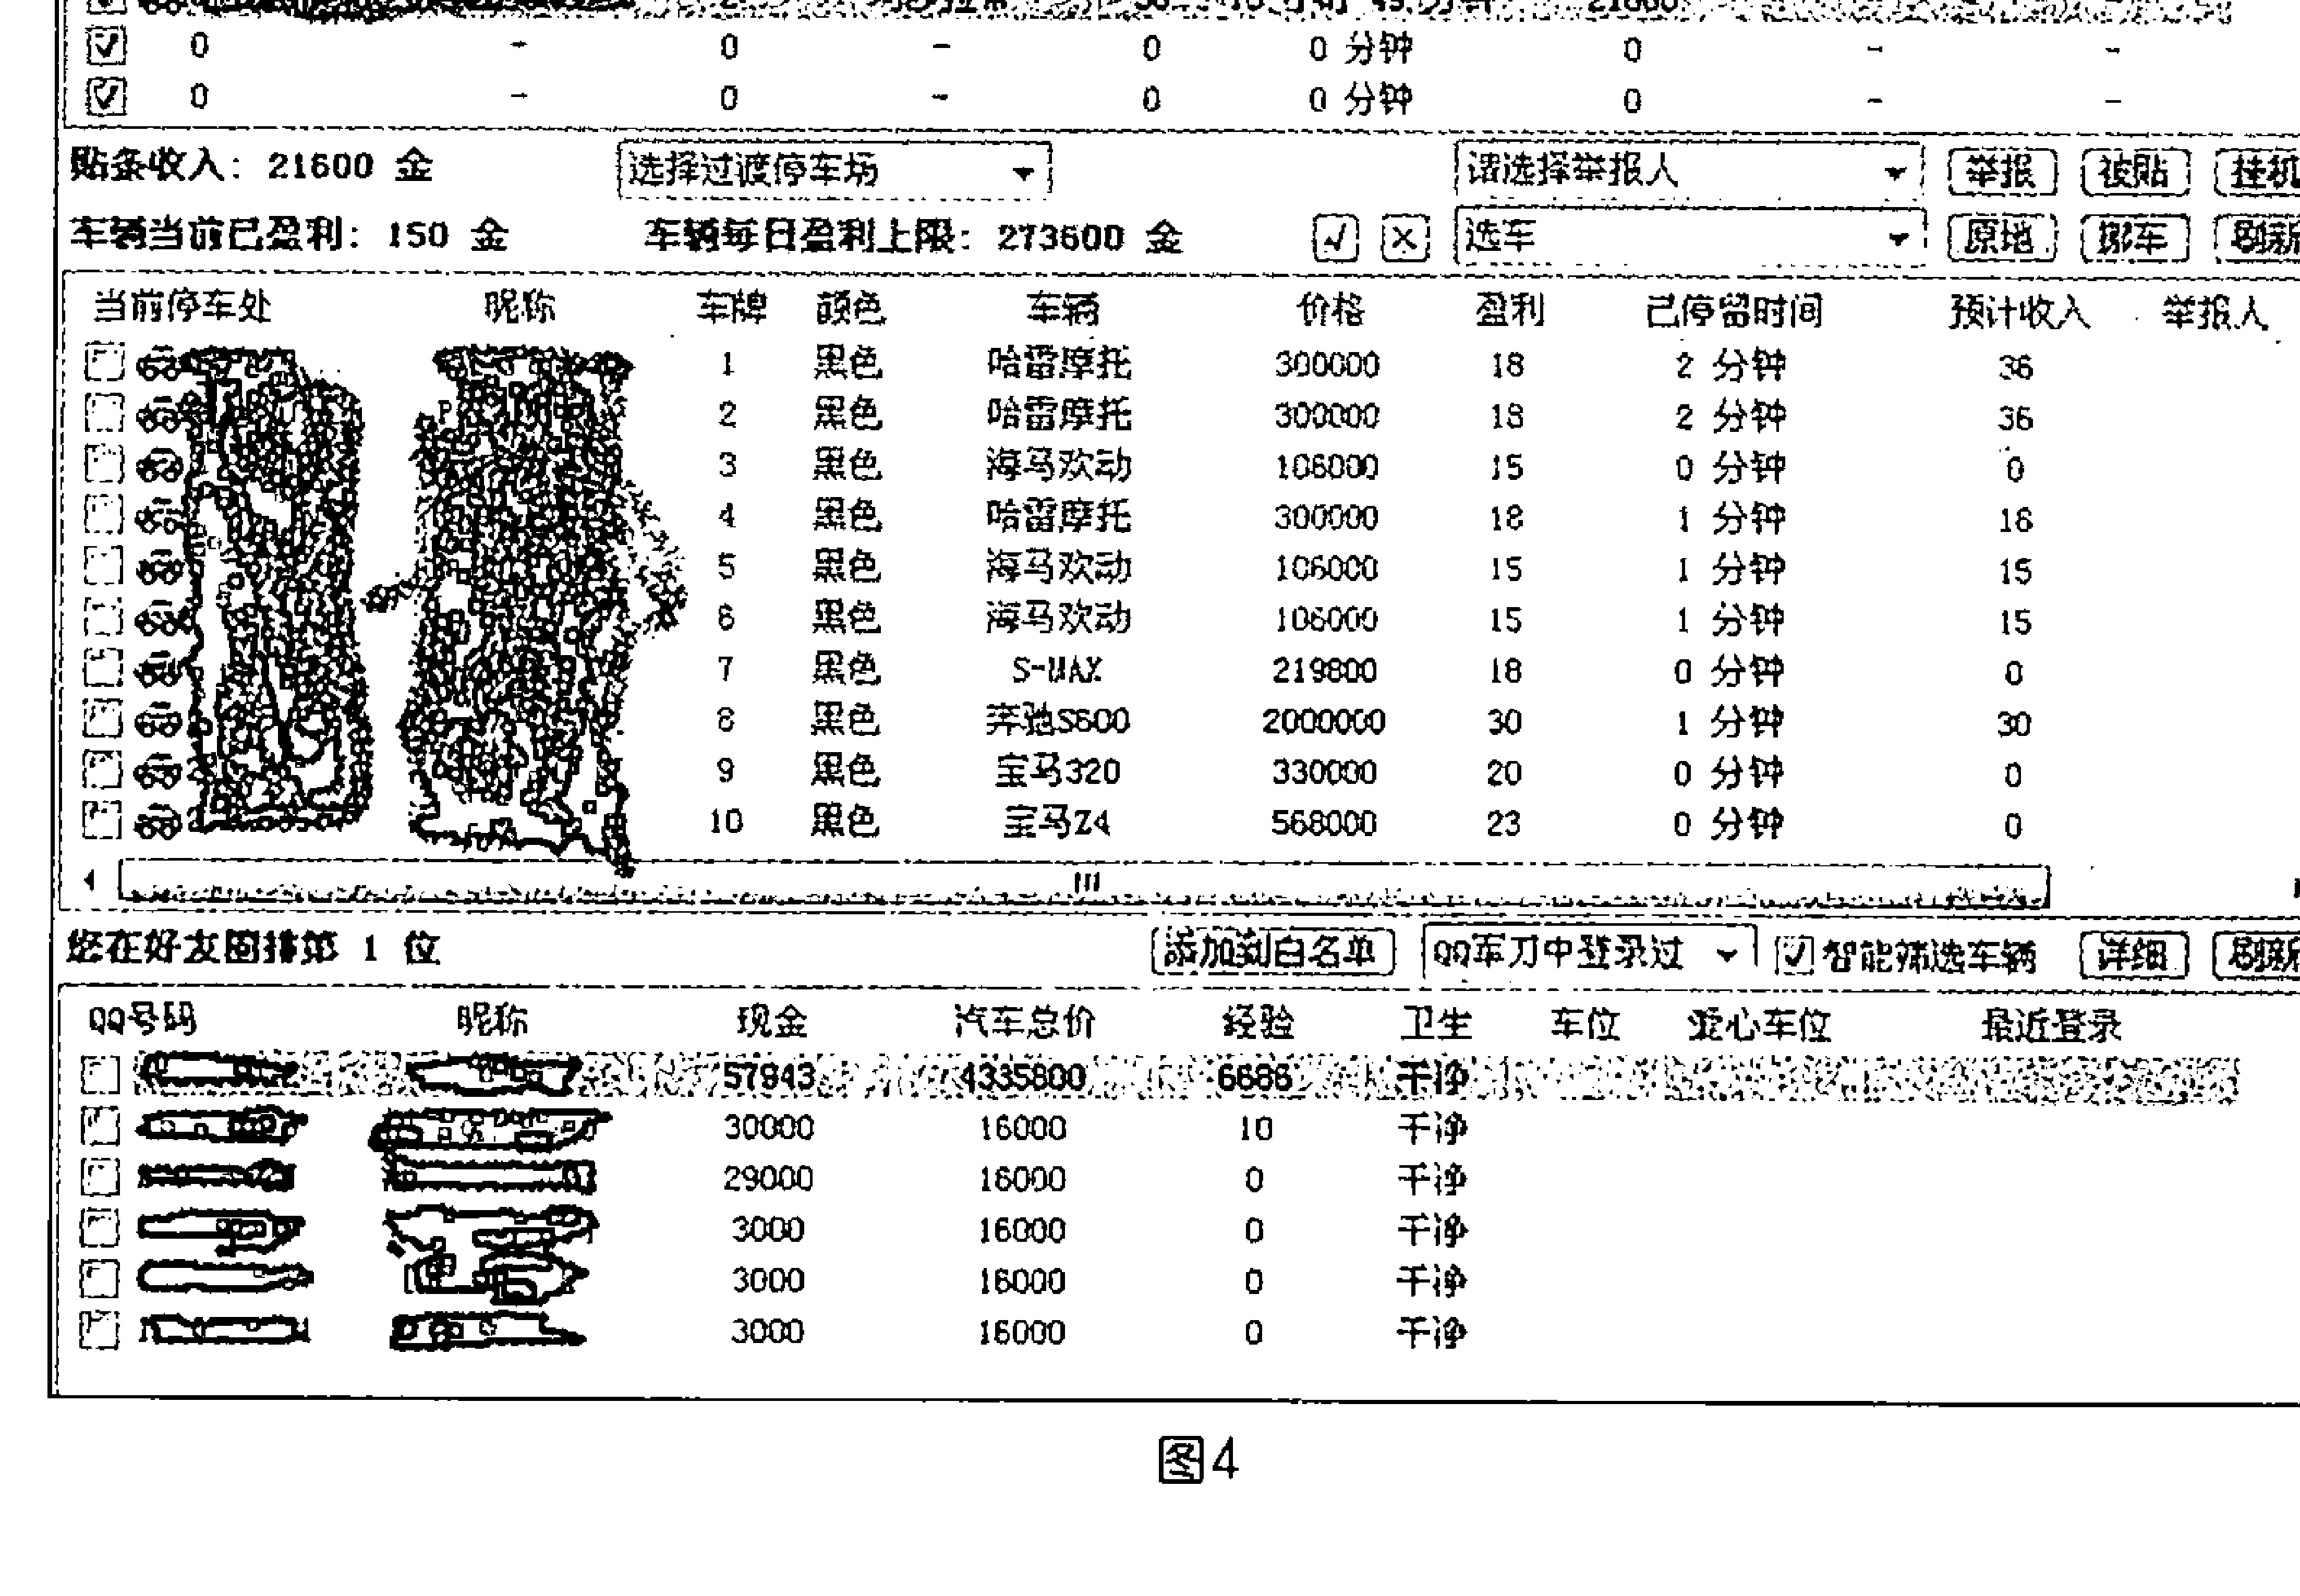 21600
0 - 0 - 0 0 分钟 0 - -
0 - 0 - 0 0 分钟 0 - -
贴条收入: 21600 金 选择过渡停车场 请选择举报人 举报 被贴 挂机
车辆当前已盈利: 150 金 车辆每日盈利上限: 273600 金 选车 原地 挪车 刷新
当前停车处 昵称 车牌 颜色 车辆 价格 盈利 已停留时间 预计收入 举报人
1 黑色 哈雷摩托 300000 18 2 分钟 36
2 黑色 哈雷摩托 300000 18 2 分钟 36
3 黑色 海马欢动 106000 15 0 分钟 0
4 黑色 哈雷摩托 300000 18 1 分钟 18
5 黑色 海马欢动 106000 15 1 分钟 15
6 黑色 海马欢动 106000 15 1 分钟 15
7 黑色 S-MAX 219800 18 0 分钟 0
8 黑色 奔驰S600 2000000 30 1 分钟 30
9 黑色 宝马320 330000 20 0 分钟 0
10 黑色 宝马Z4 568000 23 0 分钟 0
您在好友圈排第 1 位 添加到白名单 QQ军刀中登录过 智能筛选车辆 详细 刷新
QQ号码 昵称 现金 汽车总价 经验 卫生 车位 爱心车位 最近登录
57943 4335800 6686 干净
30000 16000 10 干净
29000 16000 0 干净
3000 16000 0 干净
3000 16000 0 干净
3000 16000 0 干净
图4